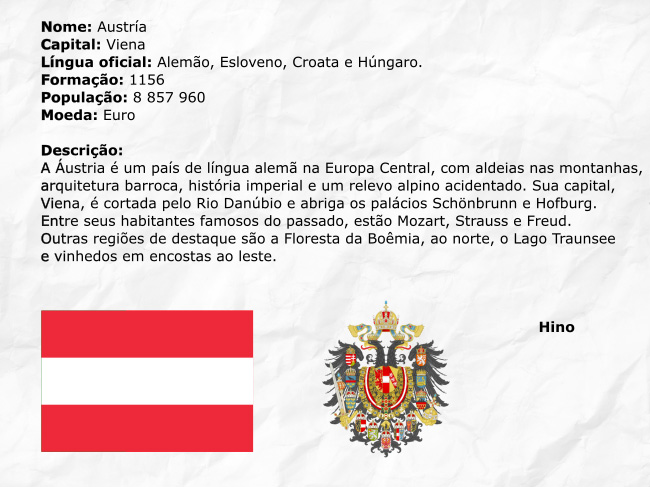 Nome: Austría
Capital: Viena
Língua oficial: Alemão, Esloveno, Croata e Húngaro.
Formação: 1156
População: 8 857 960
Moeda: Euro
Descrição:
A Áustria é um país de língua alemã na Europa Central, com aldeias nas montanhas,
arquitetura barroca, história imperial e um relevo alpino acidentado. Sua capital,
Viena, é cortada pelo Rio Danúbio e abriga os palácios Schönbrunn e Hofburg.
Entre seus habitantes famosos do passado, estão Mozart, Strauss e Freud.
Outras regiões de destaque são a Floresta da Boêmia, ao norte, o Lago Traunsee
e vinhedos em encostas ao leste.
Hino